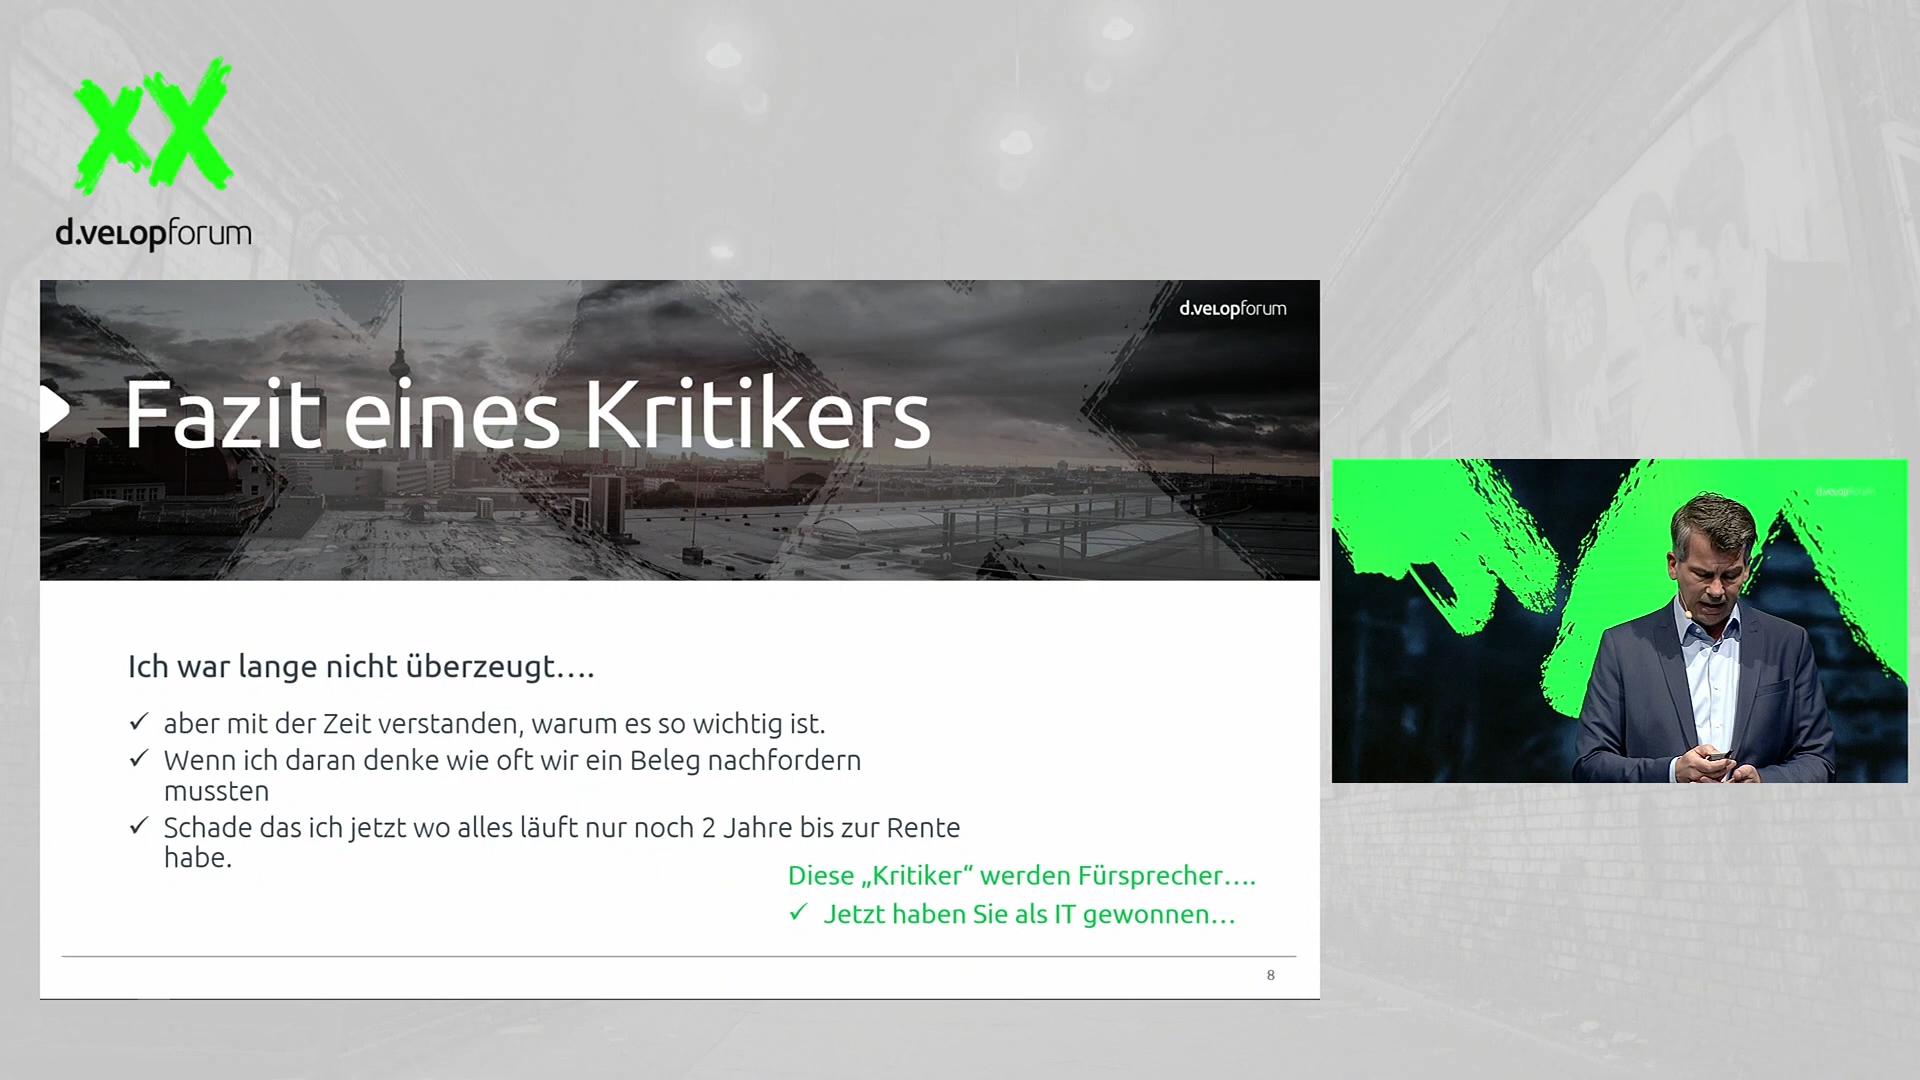 xX
d.velopforum
d.velopforum
Fazit eines Kritikers
Ich war lange nicht überzeugt….
✓ aber mit der Zeit verstanden, warum es so wichtig ist.
✓ Wenn ich daran denke wie oft wir ein Beleg nachfordern
mussten
✓ Schade das ich jetzt wo alles läuft nur noch 2 Jahre bis zur Rente
habe.
Diese „Kritiker“ werden Fürsprecher….
✓ Jetzt haben Sie als IT gewonnen…
8
d.velopforum